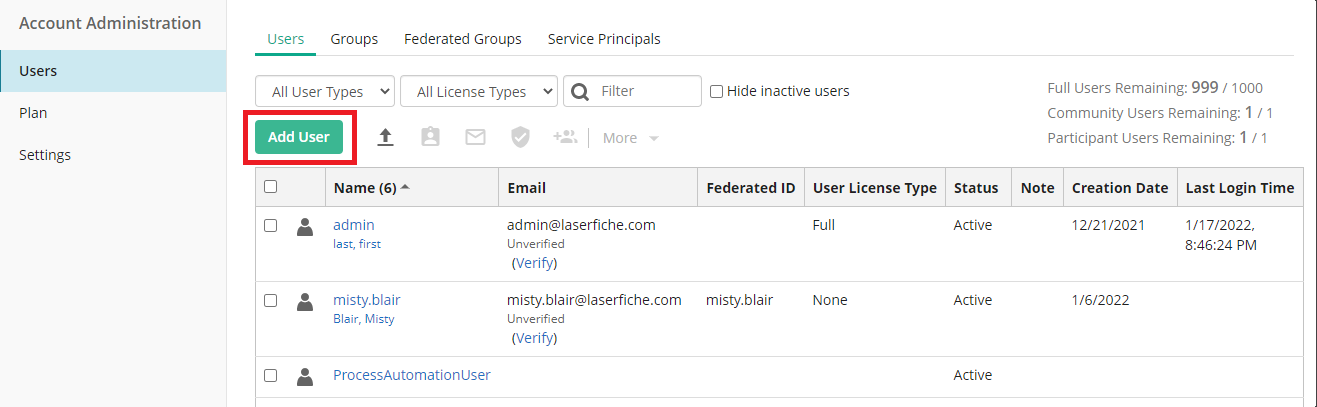 Account Administration
Users
Plan
Settings
Users Groups Federated Groups Service Principals
All User Types All License Types Filter Hide inactive users
Full Users Remaining: 999 / 1000
Community Users Remaining: 1 / 1
Participant Users Remaining: 1 / 1
Add User More
Name (6) Email Federated ID User License Type Status Note Creation Date Last Login Time
admin admin@laserfiche.com Full Active 12/21/2021 1/17/2022,
last, first Unverified 8:46:24 PM
(Verify)
misty.blair misty.blair@laserfiche.com misty.blair None Active 1/6/2022
Blair, Misty Unverified
(Verify)
ProcessAutomationUser Active